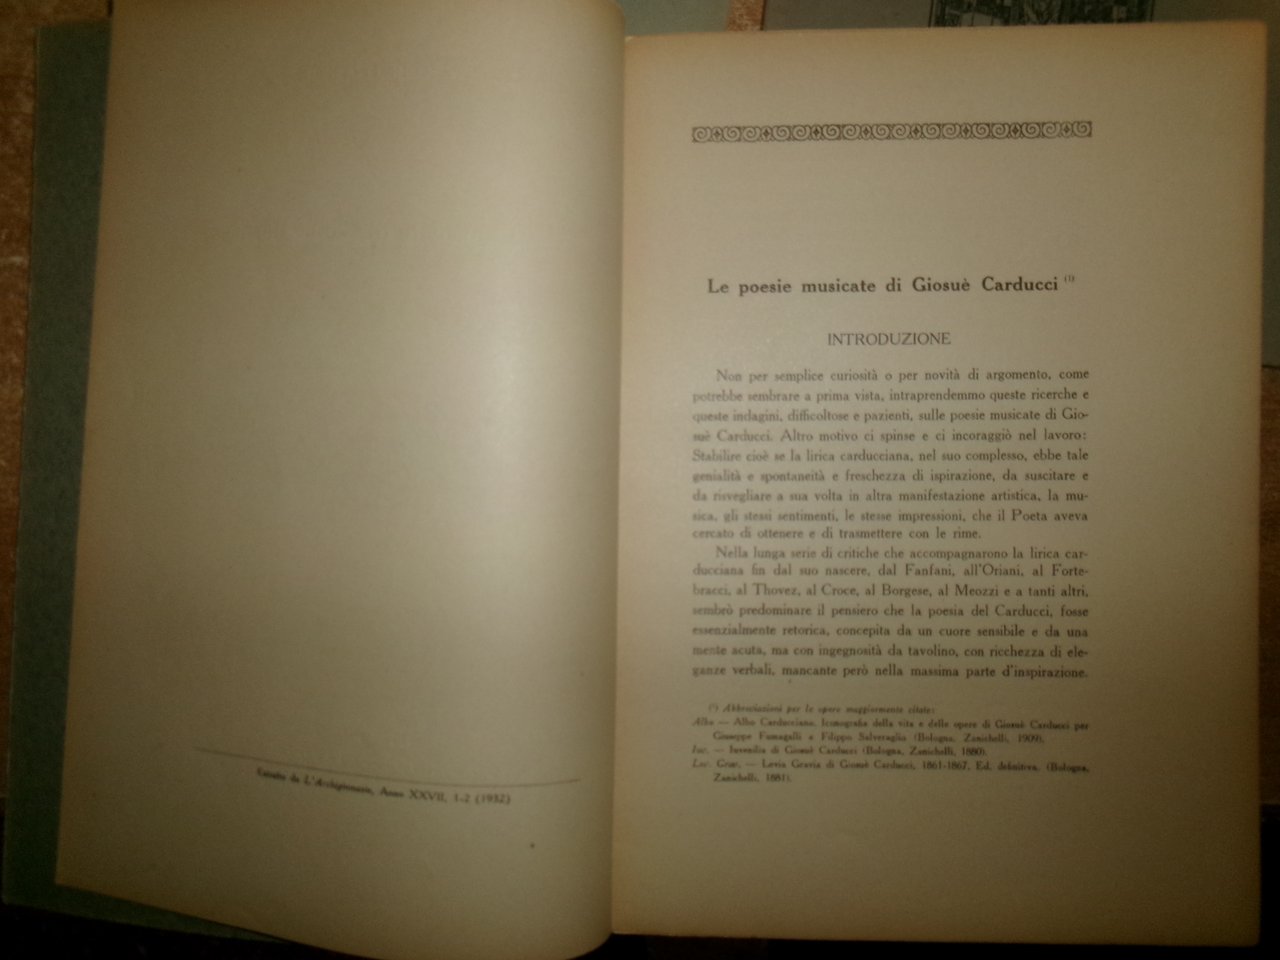 Estratto da L'Archiginnasio, Anno XXVII, 1-2 (1932)
Le poesie musicate di Giosuè Carducci (1)
INTRODUZIONE
Non per semplice curiosità o per novità di argomento, come
potrebbe sembrare a prima vista, intraprendemmo queste ricerche e
queste indagini, difficoltose e pazienti, sulle poesie musicate di Gio-
suè Carducci. Altro motivo ci spinse e ci incoraggiò nel lavoro:
Stabilire cioè se la lirica carducciana, nel suo complesso, ebbe tale
genialità e spontaneità e freschezza di ispirazione, da suscitare e
da risvegliare a sua volta in altra manifestazione artistica, la mu-
sica, gli stessi sentimenti, le stesse impressioni, che il Poeta aveva
cercato di ottenere e di trasmettere con le rime.
Nella lunga serie di critiche che accompagnarono la lirica car-
ducciana fin dal suo nascere, dal Fanfani, all'Oriani, al Forte-
bracci, al Thovez, al Croce, al Borgese, al Meozzi e a tanti altri,
sembrò predominare il pensiero che la poesia del Carducci, fosse
essenzialmente retorica, concepita da un cuore sensibile e da una
mente acuta, ma con ingegnosità da tavolino, con ricchezza di ele-
ganze verbali, mancante però nella massima parte d'inspirazione.
(1) Abbreviazioni per le opere maggiormente citate:
Albo — Albo Carducciano. Iconografia della vita e delle opere di Giosuè Carducci per
Giuseppe Fumagalli e Filippo Salveraglio (Bologna, Zanichelli, 1909).
Iuv. — Iuvenilia di Giosuè Carducci (Bologna, Zanichelli, 1880).
Lev. Grav. — Levia Gravia di Giosuè Carducci, 1861-1867. Ed. definitiva. (Bologna,
Zanichelli, 1881).